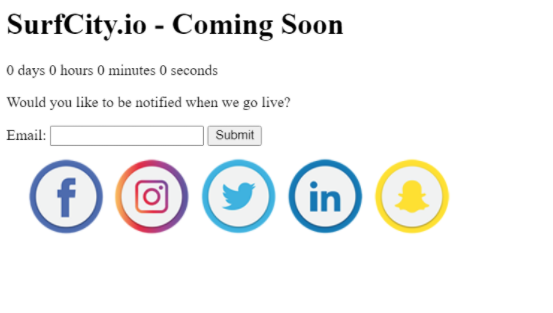 SurfCity.io - Coming Soon
0 days 0 hours 0 minutes 0 seconds
Would you like to be notified when we go live?
Email: Submit
f in